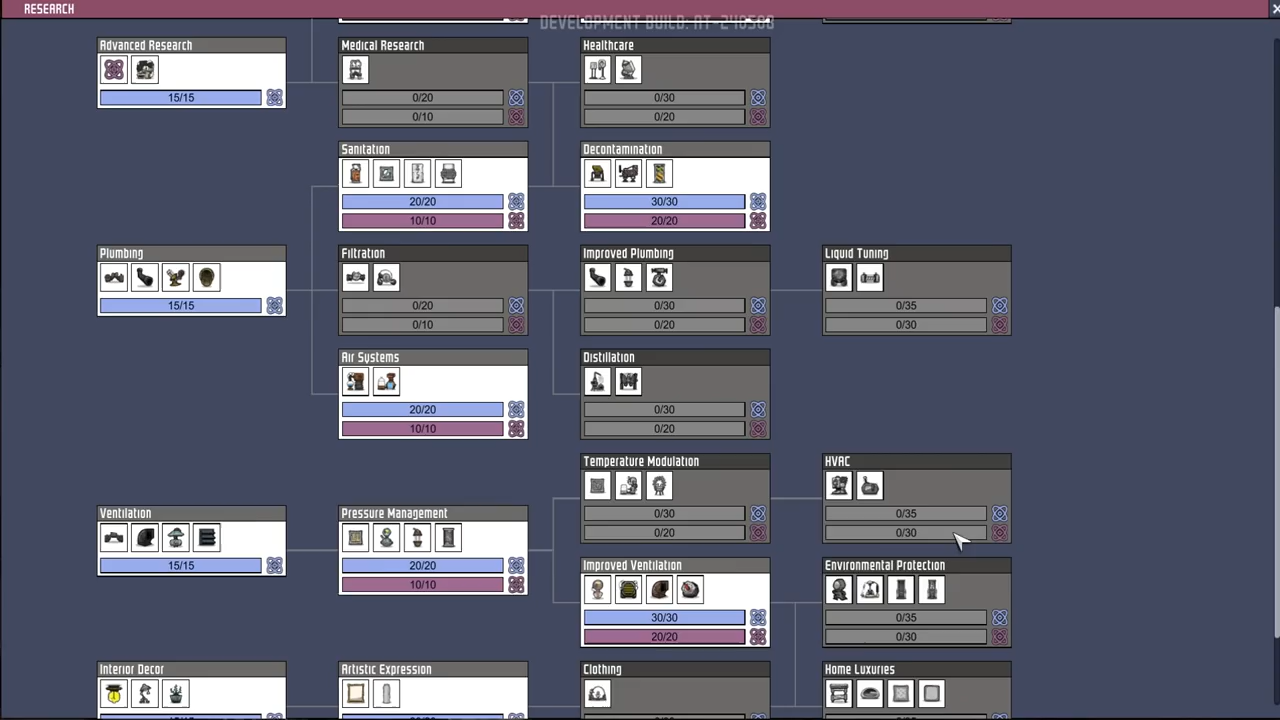 RESEARCH
DEVELOPMENT BUILD: AT-240508
Advanced Research
Medical Research
Healthcare
15/15
0/20
0/30
0/10
0/20
Sanitation
Decontamination
20/20
30/30
10/10
20/20
Plumbing
Filtration
Improved Plumbing
Liquid Tuning
15/15
0/20
0/30
0/35
0/10
0/20
0/30
Air Systems
Distillation
20/20
0/30
10/10
0/20
Temperature Modulation
HVAC
0/30
0/35
0/20
0/30
Ventilation
Pressure Management
15/15
20/20
10/10
Improved Ventilation
Environmental Protection
30/30
0/35
20/20
0/30
Interior Decor
Artistic Expression
Clothing
Home Luxuries